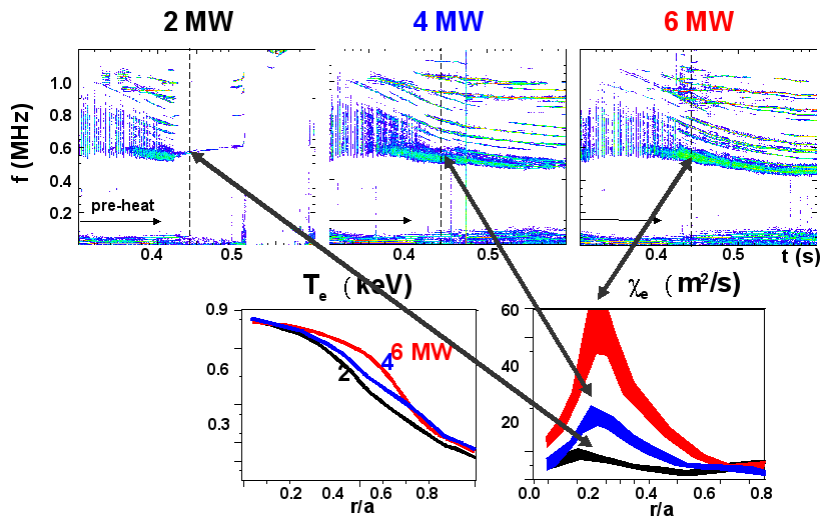 2 MW 4 MW 6 MW
f (MHz)
1.0
0.8
0.6
0.4
0.2
pre-heat
0.4 0.5 0.4 0.5 0.4 0.5
t (s)
Te (keV)
0.9
0.6
0.3
2
4
6 MW
0.2 0.4 0.6 0.8
r/a
χe (m²/s)
60
40
20
0.0 0.2 0.4 0.6 0.8
r/a